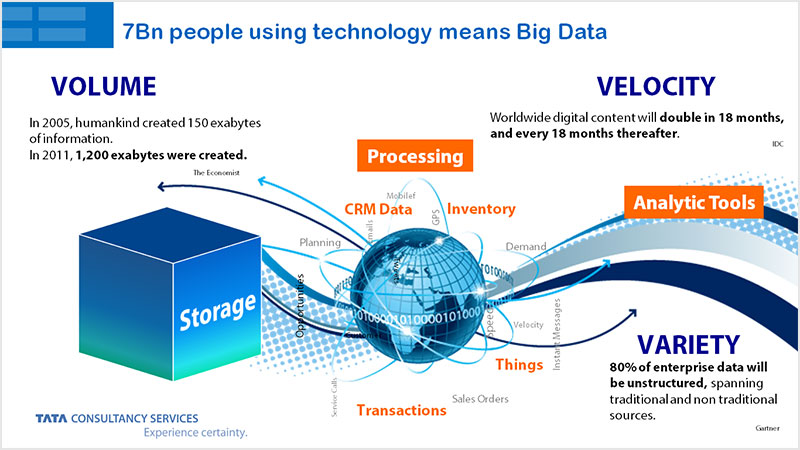 7Bn people using technology means Big Data
VOLUME
In 2005, humankind created 150 exabytes
of information.
In 2011, 1,200 exabytes were created.
The Economist
VELOCITY
Worldwide digital content will double in 18 months,
and every 18 months thereafter.
IDC
Processing
Analytic Tools
Mobilef
CRM Data
Inventory
GPS
Planning
Demand
Opportunities
Storage
0100001010000101000
Velocity
Instant Messages
Things
Service Calls
Sales Orders
Transactions
VARIETY
80% of enterprise data will
be unstructured, spanning
traditional and non traditional
sources.
Gartner
TATA CONSULTANCY SERVICES
Experience certainty.